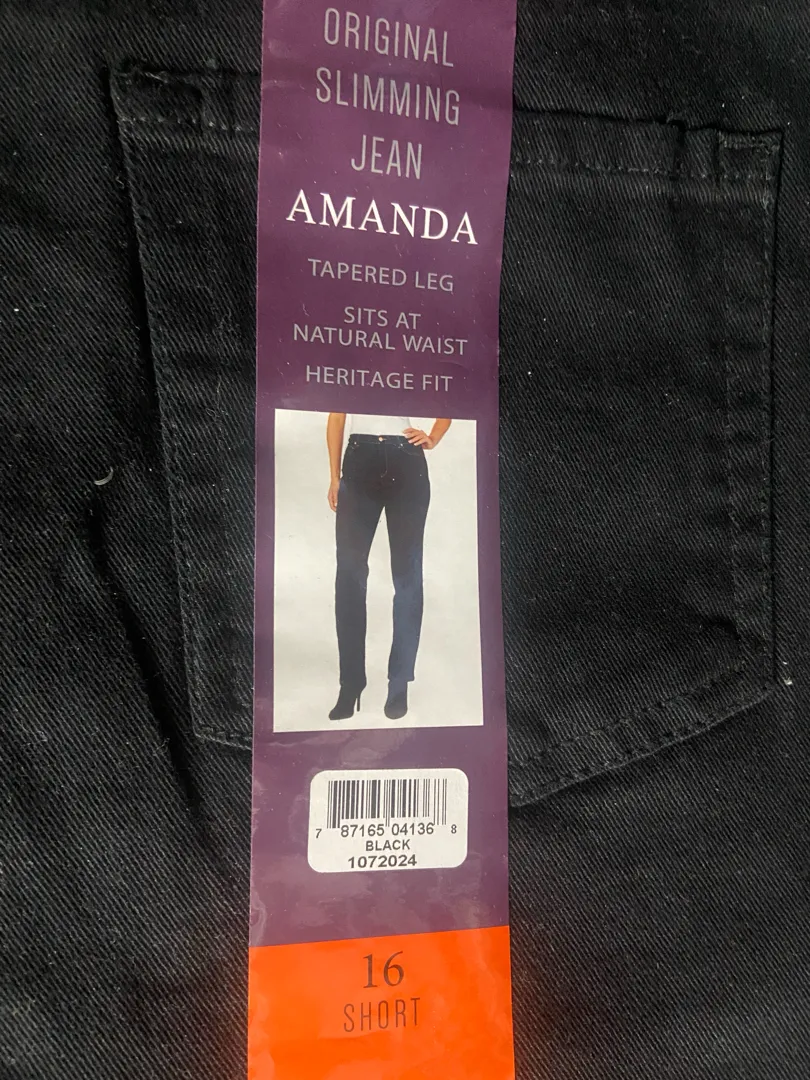 ORIGINAL
SLIMMING
JEAN
AMANDA
TAPERED LEG
SITS AT
NATURAL WAIST
HERITAGE FIT
7 87165 04136 8
BLACK
1072024
16
SHORT